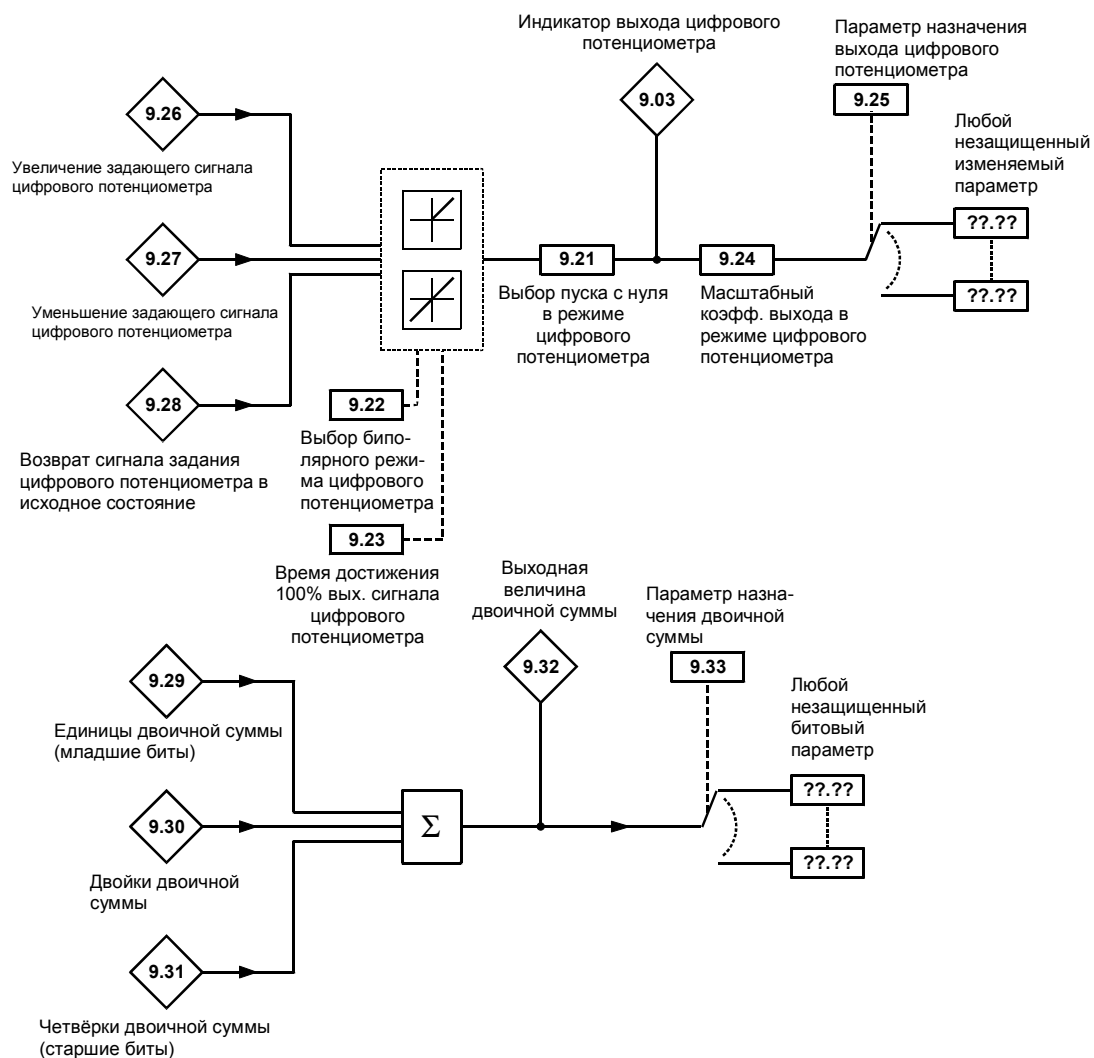 Индикатор выхода цифрового
потенциометра
9.03
Параметр назначения
выхода цифрового
потенциометра
9.25
Любой
незащищенный
изменяемый
параметр
??.??
??.??
9.26
Увеличение задающего сигнала
цифрового потенциометра
9.27
Уменьшение задающего сигнала
цифрового потенциометра
9.28
Возврат сигнала задания
цифрового потенциометра в
исходное состояние
9.21
Выбор пуска с нуля
в режиме
цифрового
потенциометра
9.24
Масштабный
коэфф. выхода в
режиме цифрового
потенциометра
9.22
Выбор бипо-
лярного режи-
ма цифрового
потенциометра
9.23
Время достижения
100% вых. сигнала
цифрового
потенциометра
Выходная
величина
двоичной суммы
9.32
Параметр назна-
чения двоичной
суммы
9.33
Любой
незащищенный
битовый
параметр
??.??
??.??
9.29
Единицы двоичной суммы
(младшие биты)
9.30
Двойки двоичной
суммы
9.31
Четвёрки двоичной суммы
(старшие биты)
Σ